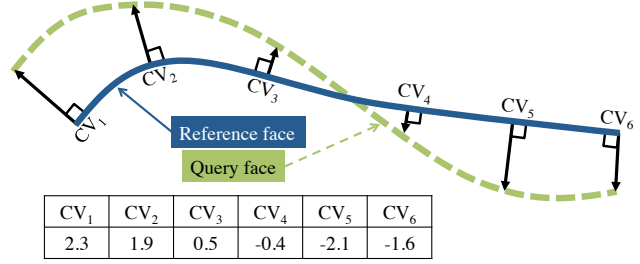 CV1
CV2
CV3
CV4
CV5
CV6
Reference face
Query face
CV1 CV2 CV3 CV4 CV5 CV6
2.3 1.9 0.5 -0.4 -2.1 -1.6